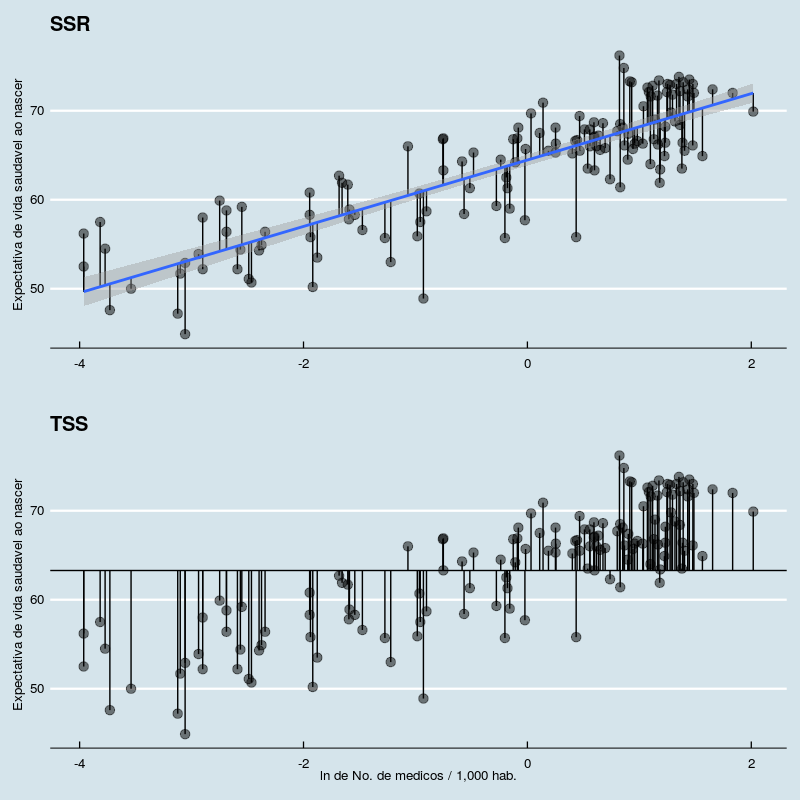 SSR
Expectativa de vida saudavel ao nascer
70
60
50
-4 -2 0 2
TSS
Expectativa de vida saudavel ao nascer
70
60
50
-4 -2 0 2
ln de No. de medicos / 1,000 hab.